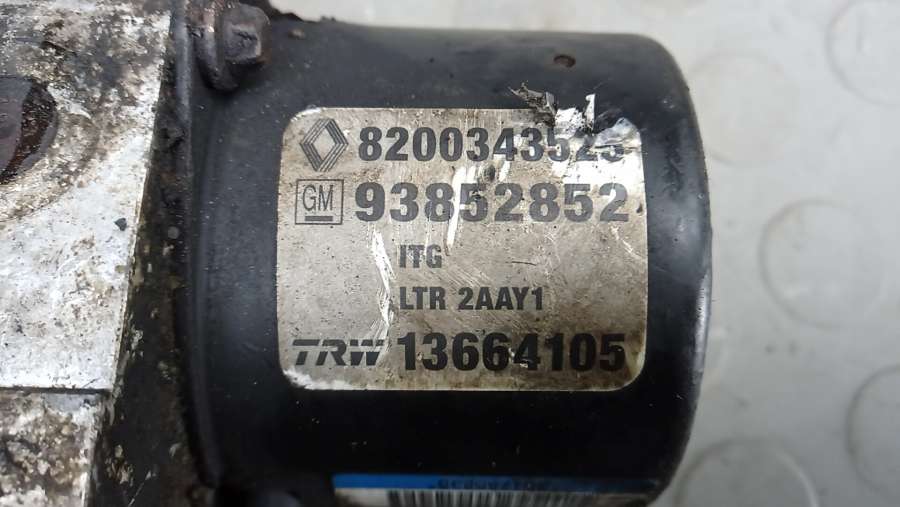 8200343525
GM 93852852
ITG
LTR 2AAY1
TRW 13664105